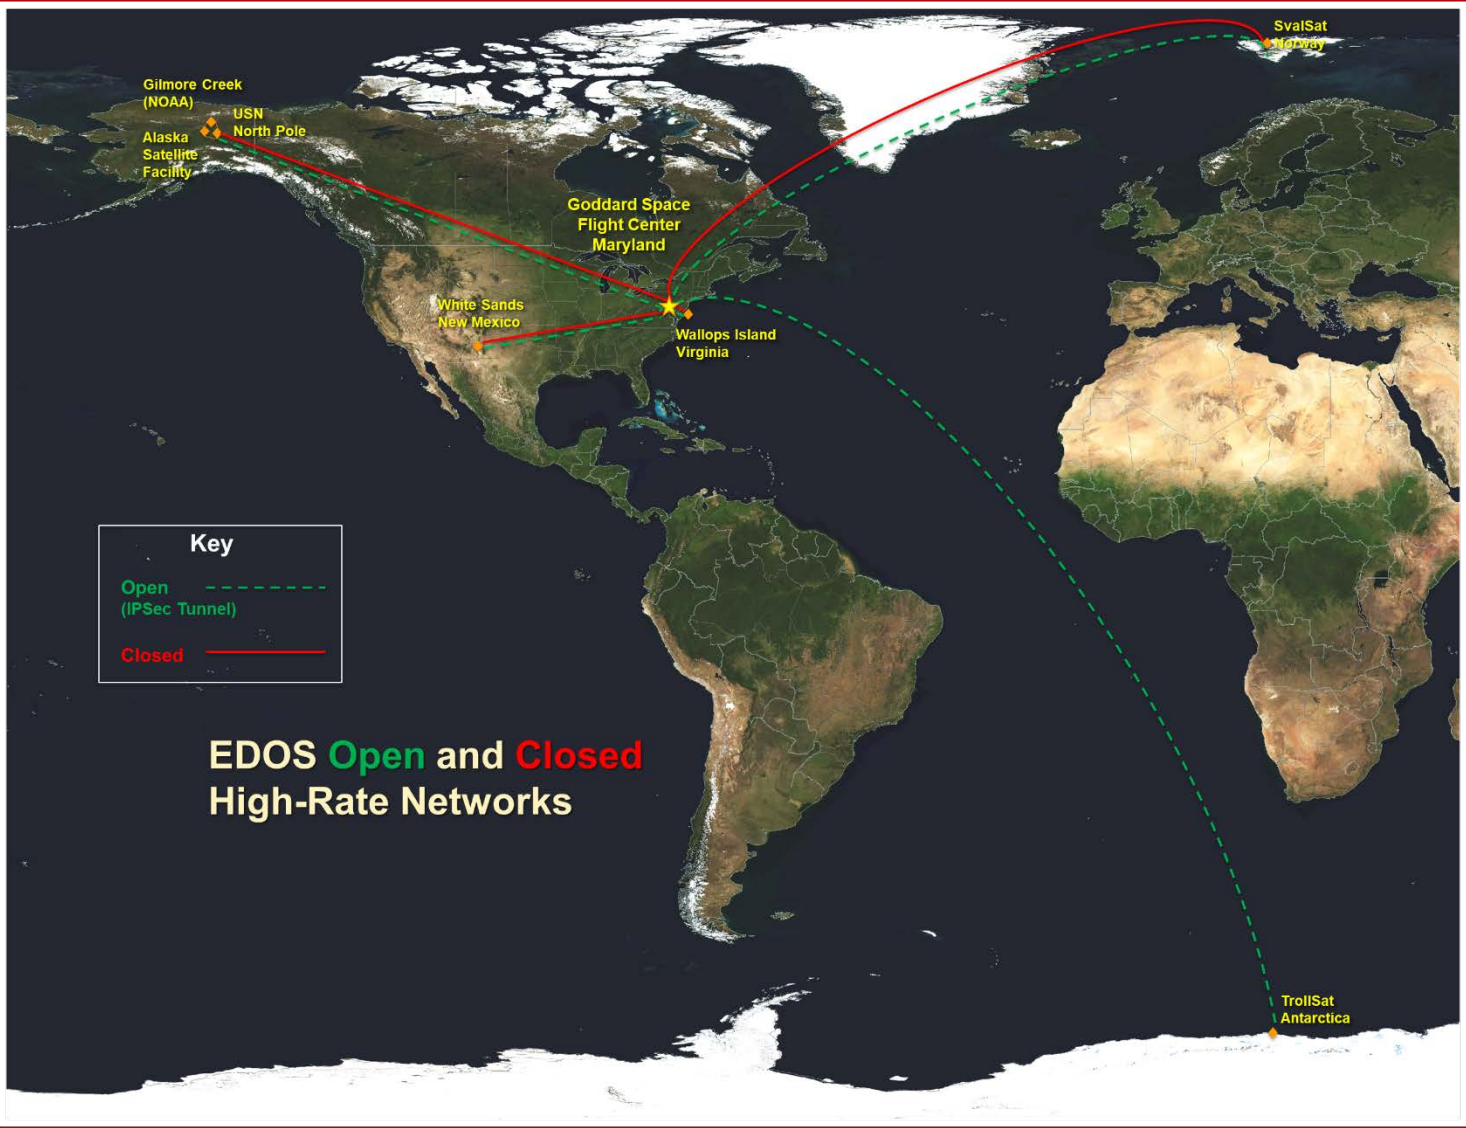 SvalSat
Norway
Gilmore Creek
(NOAA)
USN
North Pole
Alaska
Satellite
Facility
Goddard Space
Flight Center
Maryland
White Sands
New Mexico
Wallops Island
Virginia
Key
Open
(IPSec Tunnel)
Closed
EDOS Open and Closed
High-Rate Networks
TrollSat
Antarctica